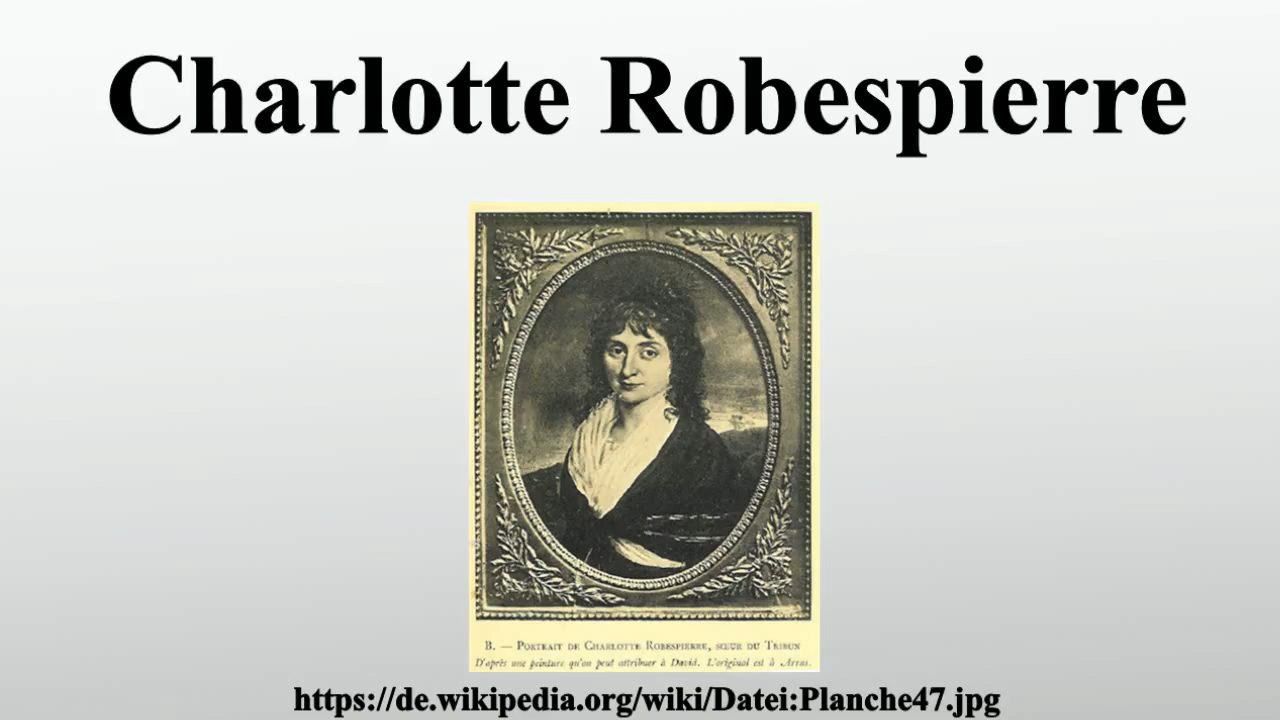 Charlotte Robespierre
B. — PORTRAIT DE CHARLOTTE ROBESPIERRE, SŒUR DU TRIBUN
D'après une peinture qu'on peut attribuer à David. L'original est à Arras.
https://de.wikipedia.org/wiki/Datei:Planche47.jpg